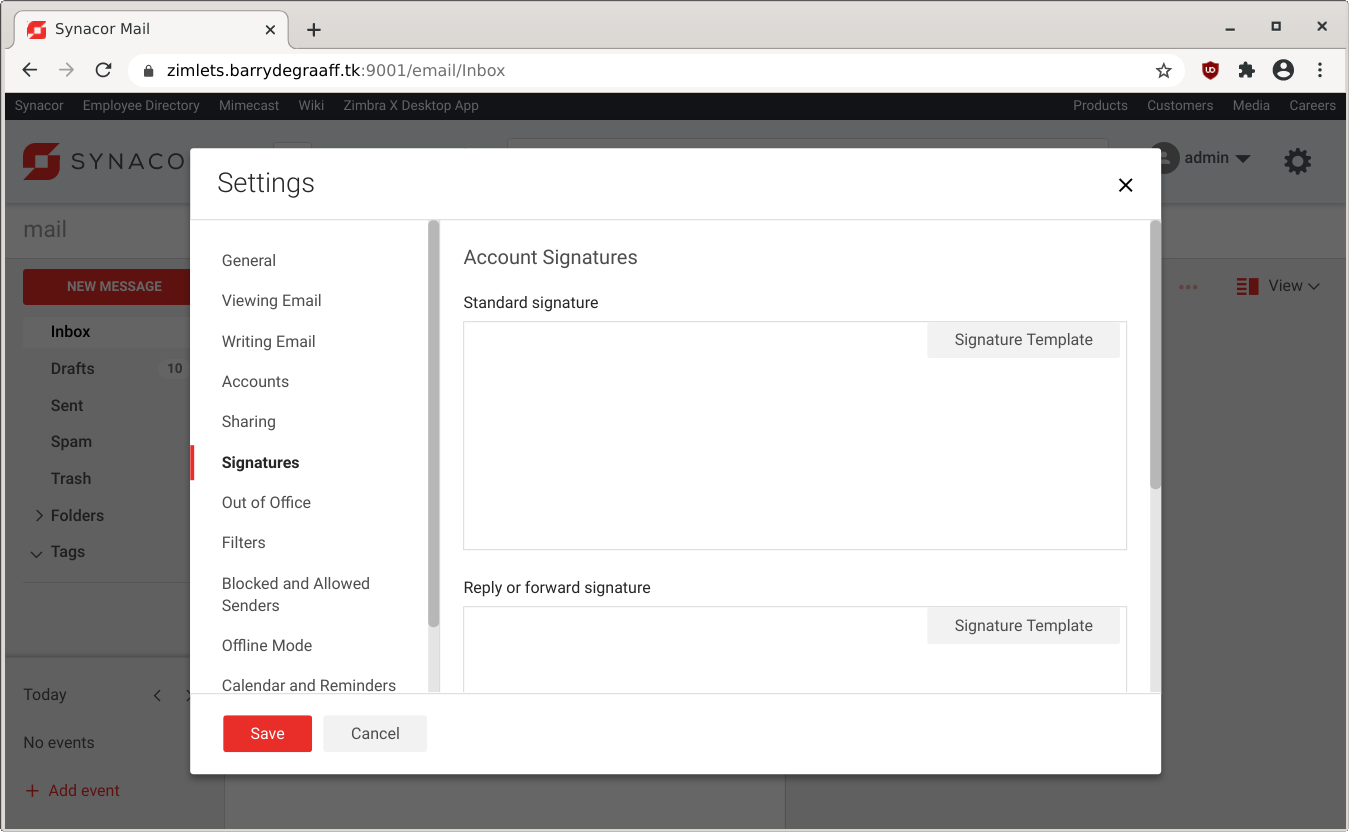 Synacor Mail
zimlets.barrydegraaff.tk:9001/email/Inbox
Synacor Employee Directory Mimecast Wiki Zimbra X Desktop App Products Customers Media Careers
SYNACO
admin
Settings
mail
NEW MESSAGE
Inbox
Drafts 10
Sent
Spam
Trash
Folders
Tags
Today
No events
+ Add event
General
Viewing Email
Writing Email
Accounts
Sharing
Signatures
Out of Office
Filters
Blocked and Allowed
Senders
Offline Mode
Calendar and Reminders
Account Signatures
Standard signature
Signature Template
Reply or forward signature
Signature Template
View
Save Cancel